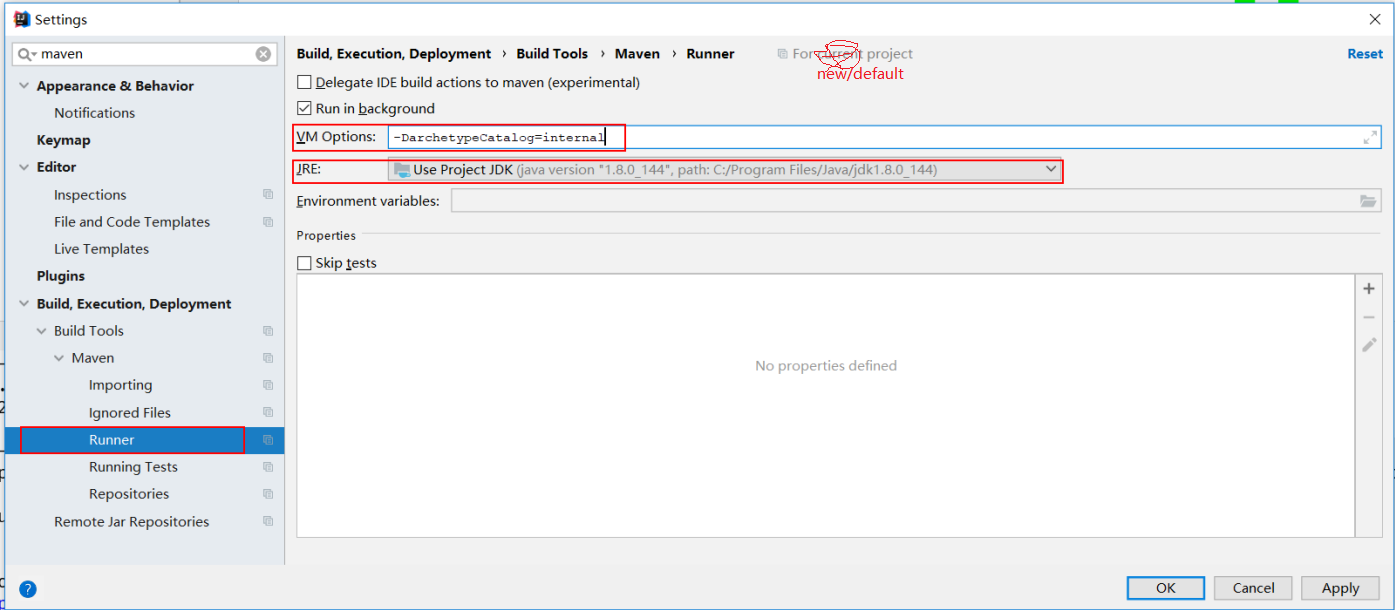 Settings
maven
Appearance & Behavior
Notifications
Keymap
Editor
Inspections
File and Code Templates
Live Templates
Plugins
Build, Execution, Deployment
Build Tools
Maven
Importing
Ignored Files
Runner
Running Tests
Repositories
Remote Jar Repositories
Build, Execution, Deployment › Build Tools › Maven › Runner
For current project
new/default
Reset
Delegate IDE build actions to maven (experimental)
Run in background
VM Options: -DarchetypeCatalog=internal
JRE: Use Project JDK (java version "1.8.0_144", path: C:/Program Files/Java/jdk1.8.0_144)
Environment variables:
Properties
Skip tests
No properties defined
?
OK Cancel Apply